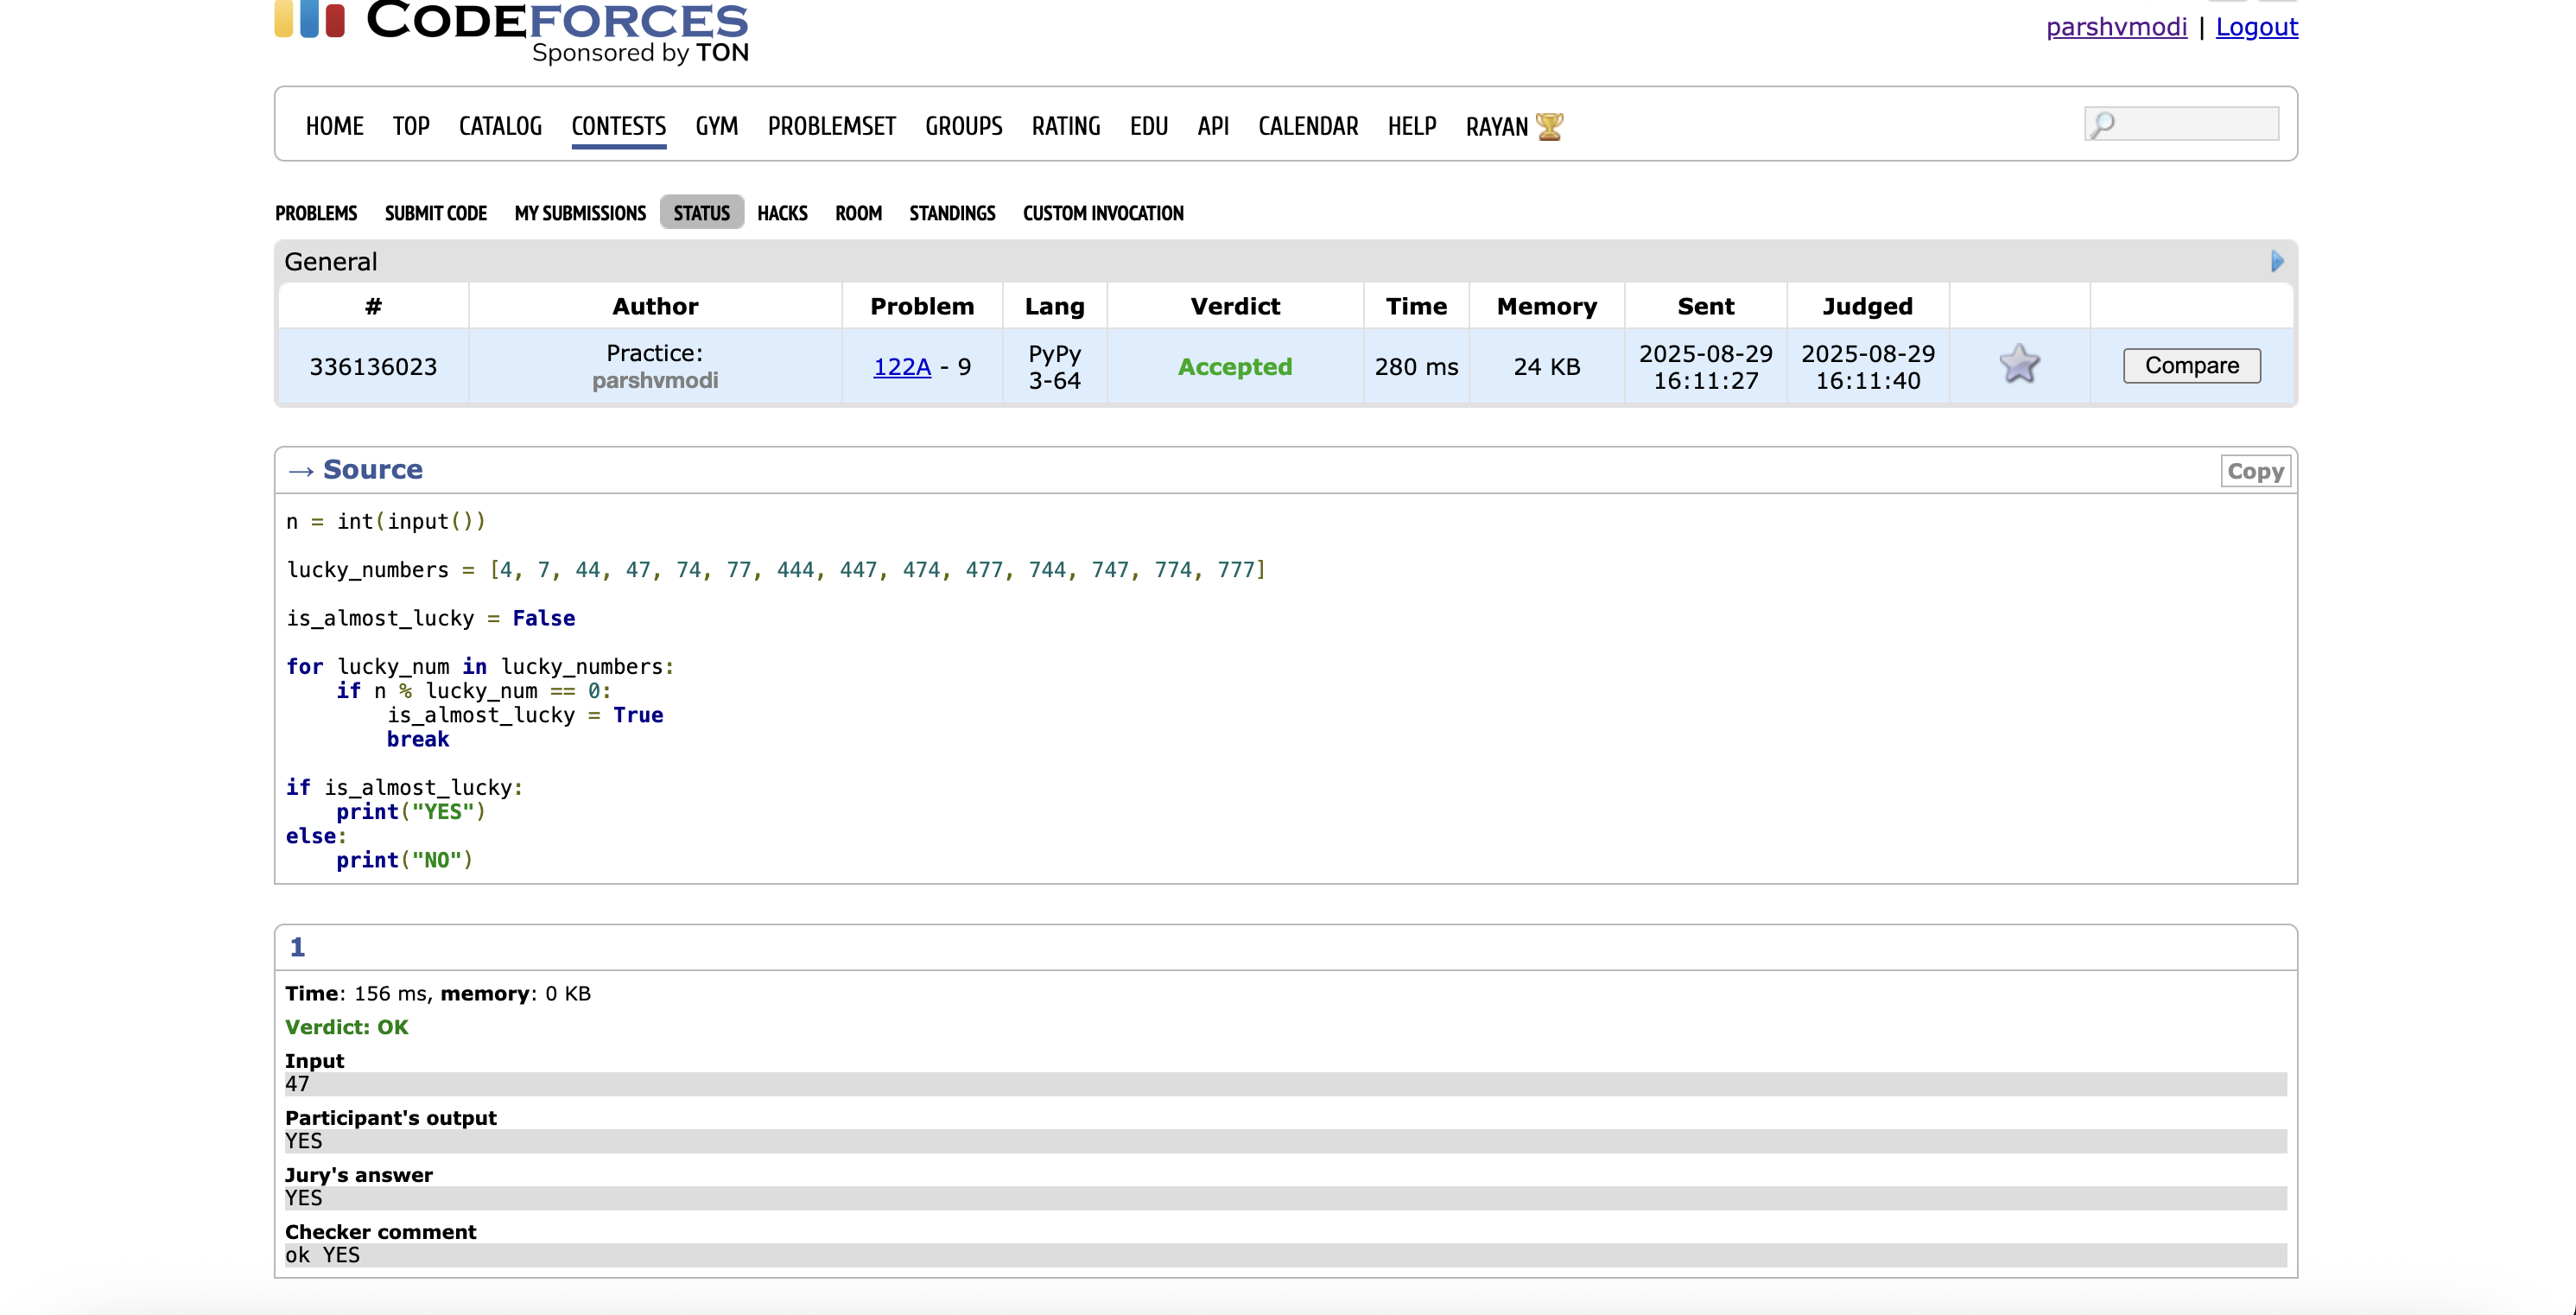 CODEFORCES
Sponsored by TON
parshvmodi | Logout
HOME TOP CATALOG CONTESTS GYM PROBLEMSET GROUPS RATING EDU API CALENDAR HELP RAYAN
PROBLEMS SUBMIT CODE MY SUBMISSIONS STATUS HACKS ROOM STANDINGS CUSTOM INVOCATION
General
# Author Problem Lang Verdict Time Memory Sent Judged
336136023 Practice: parshvmodi 122A - 9 PyPy 3-64 Accepted 280 ms 24 KB 2025-08-29 16:11:27 2025-08-29 16:11:40 Compare
→ Source Copy
n = int(input())
lucky_numbers = [4, 7, 44, 47, 74, 77, 444, 447, 474, 477, 744, 747, 774, 777]
is_almost_lucky = False
for lucky_num in lucky_numbers:
    if n % lucky_num == 0:
        is_almost_lucky = True
        break
if is_almost_lucky:
    print("YES")
else:
    print("NO")
1
Time: 156 ms, memory: 0 KB
Verdict: OK
Input
47
Participant's output
YES
Jury's answer
YES
Checker comment
ok YES